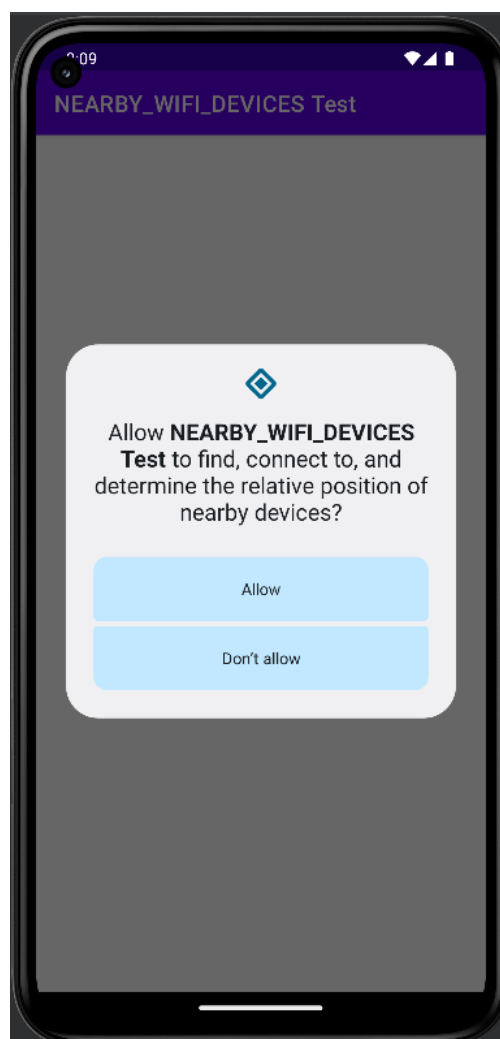 :09
NEARBY_WIFI_DEVICES Test
Allow NEARBY_WIFI_DEVICES
Test to find, connect to, and
determine the relative position of
nearby devices?
Allow
Don't allow